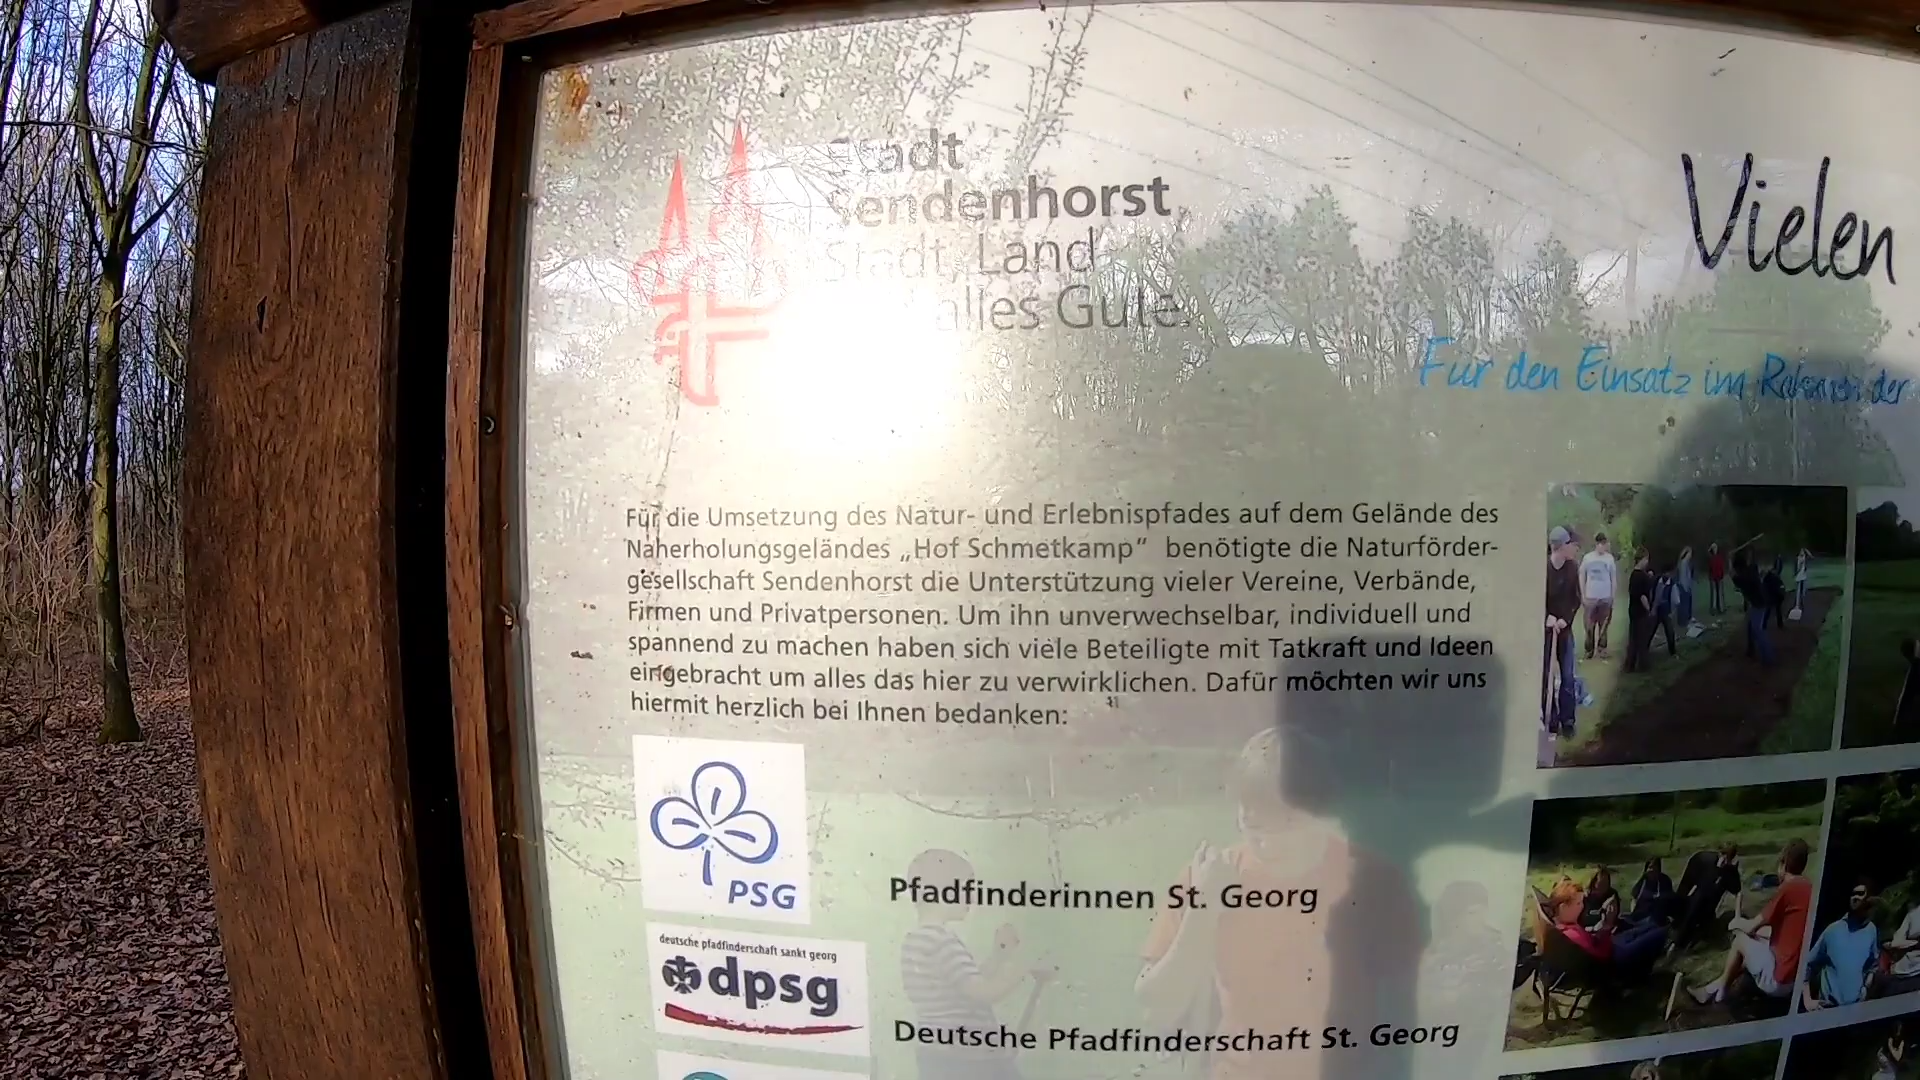 Stadt
Sendenhorst
Stadt, Land
alles Gute.
Vielen
Für den Einsatz im Rahmen der
Für die Umsetzung des Natur- und Erlebnispfades auf dem Gelände des
Naherholungsgeländes „Hof Schmetkamp“ benötigte die Naturförder-
gesellschaft Sendenhorst die Unterstützung vieler Vereine, Verbände,
Firmen und Privatpersonen. Um ihn unverwechselbar, individuell und
spannend zu machen haben sich viele Beteiligte mit Tatkraft und Ideen
eingebracht um alles das hier zu verwirklichen. Dafür möchten wir uns
hiermit herzlich bei Ihnen bedanken:
PSG
Pfadfinderinnen St. Georg
deutsche pfadfinderschaft sankt georg
dpsg
Deutsche Pfadfinderschaft St. Georg